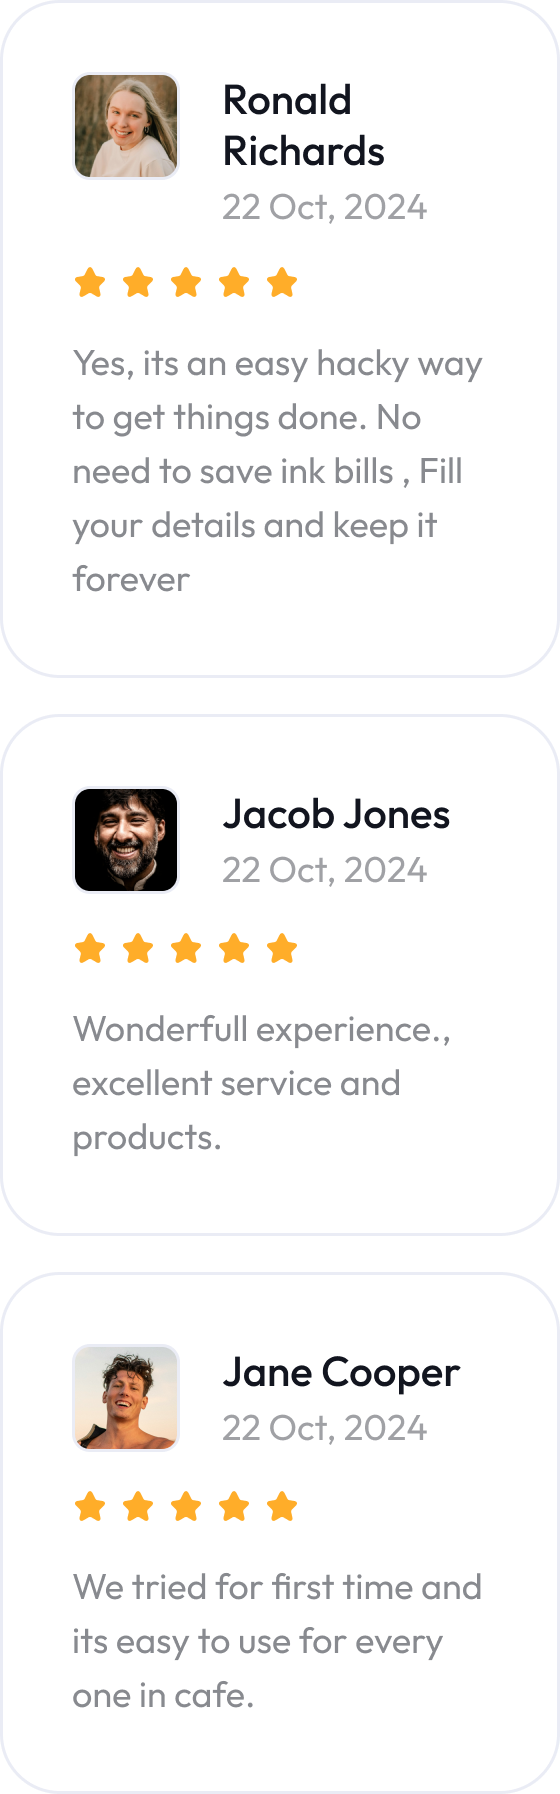 Ronald
Richards
22 Oct, 2024
Yes, its an easy hacky way
to get things done. No
need to save ink bills , Fill
your details and keep it
forever
Jacob Jones
22 Oct, 2024
Wonderfull experience.,
excellent service and
products.
Jane Cooper
22 Oct, 2024
We tried for first time and
its easy to use for every
one in cafe.